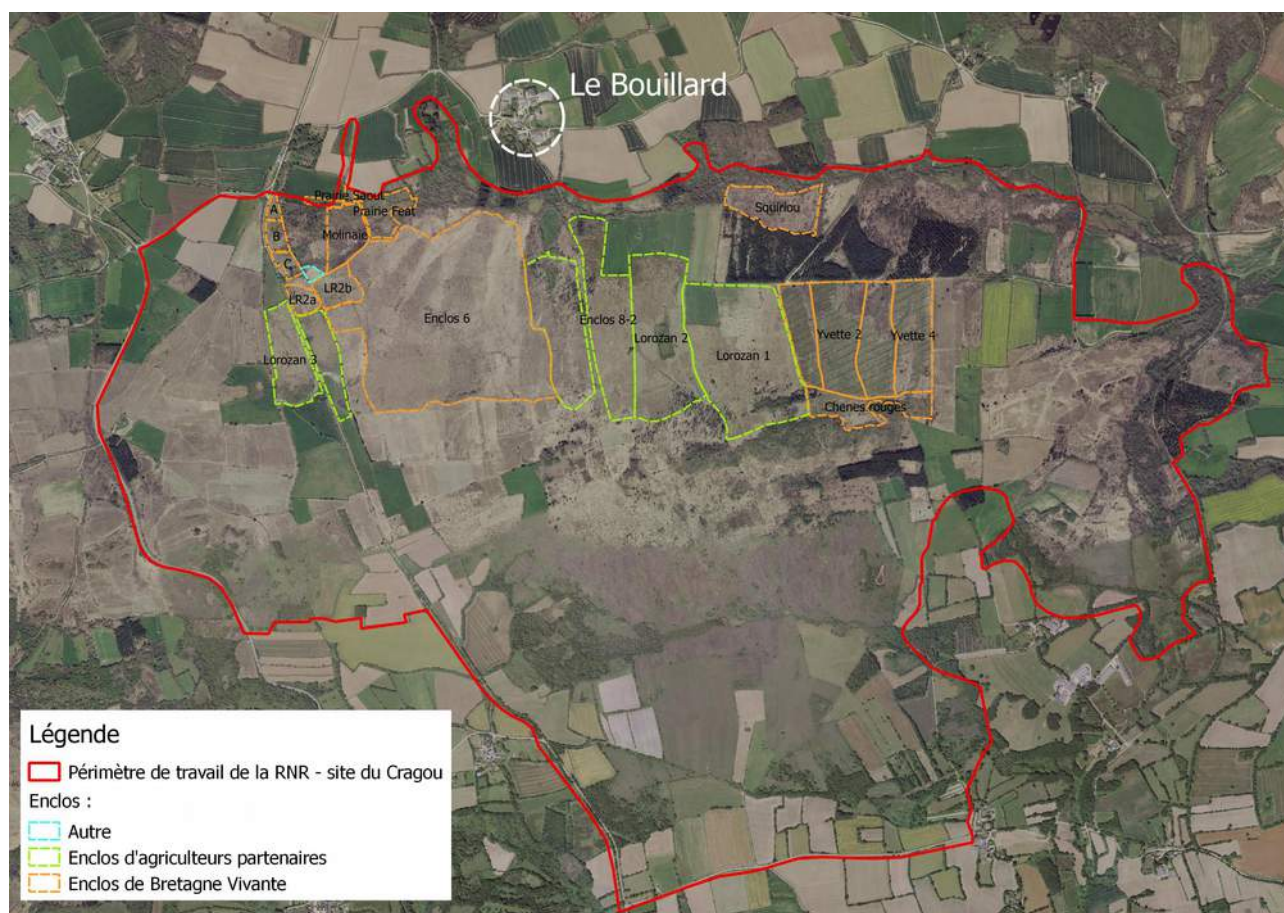 Le Bouillard
Prairie Saout
Prairie Feat
A
B
C
Molinaie
Squiriou
LR2a
LR2b
Enclos 6
Enclos 8-2
Lorozan 2
Lorozan 1
Lorozan 3
Yvette 2
Yvette 4
Chenes rouges
Légende
Périmètre de travail de la RNR - site du Cragou
Enclos :
Autre
Enclos d'agriculteurs partenaires
Enclos de Bretagne Vivante